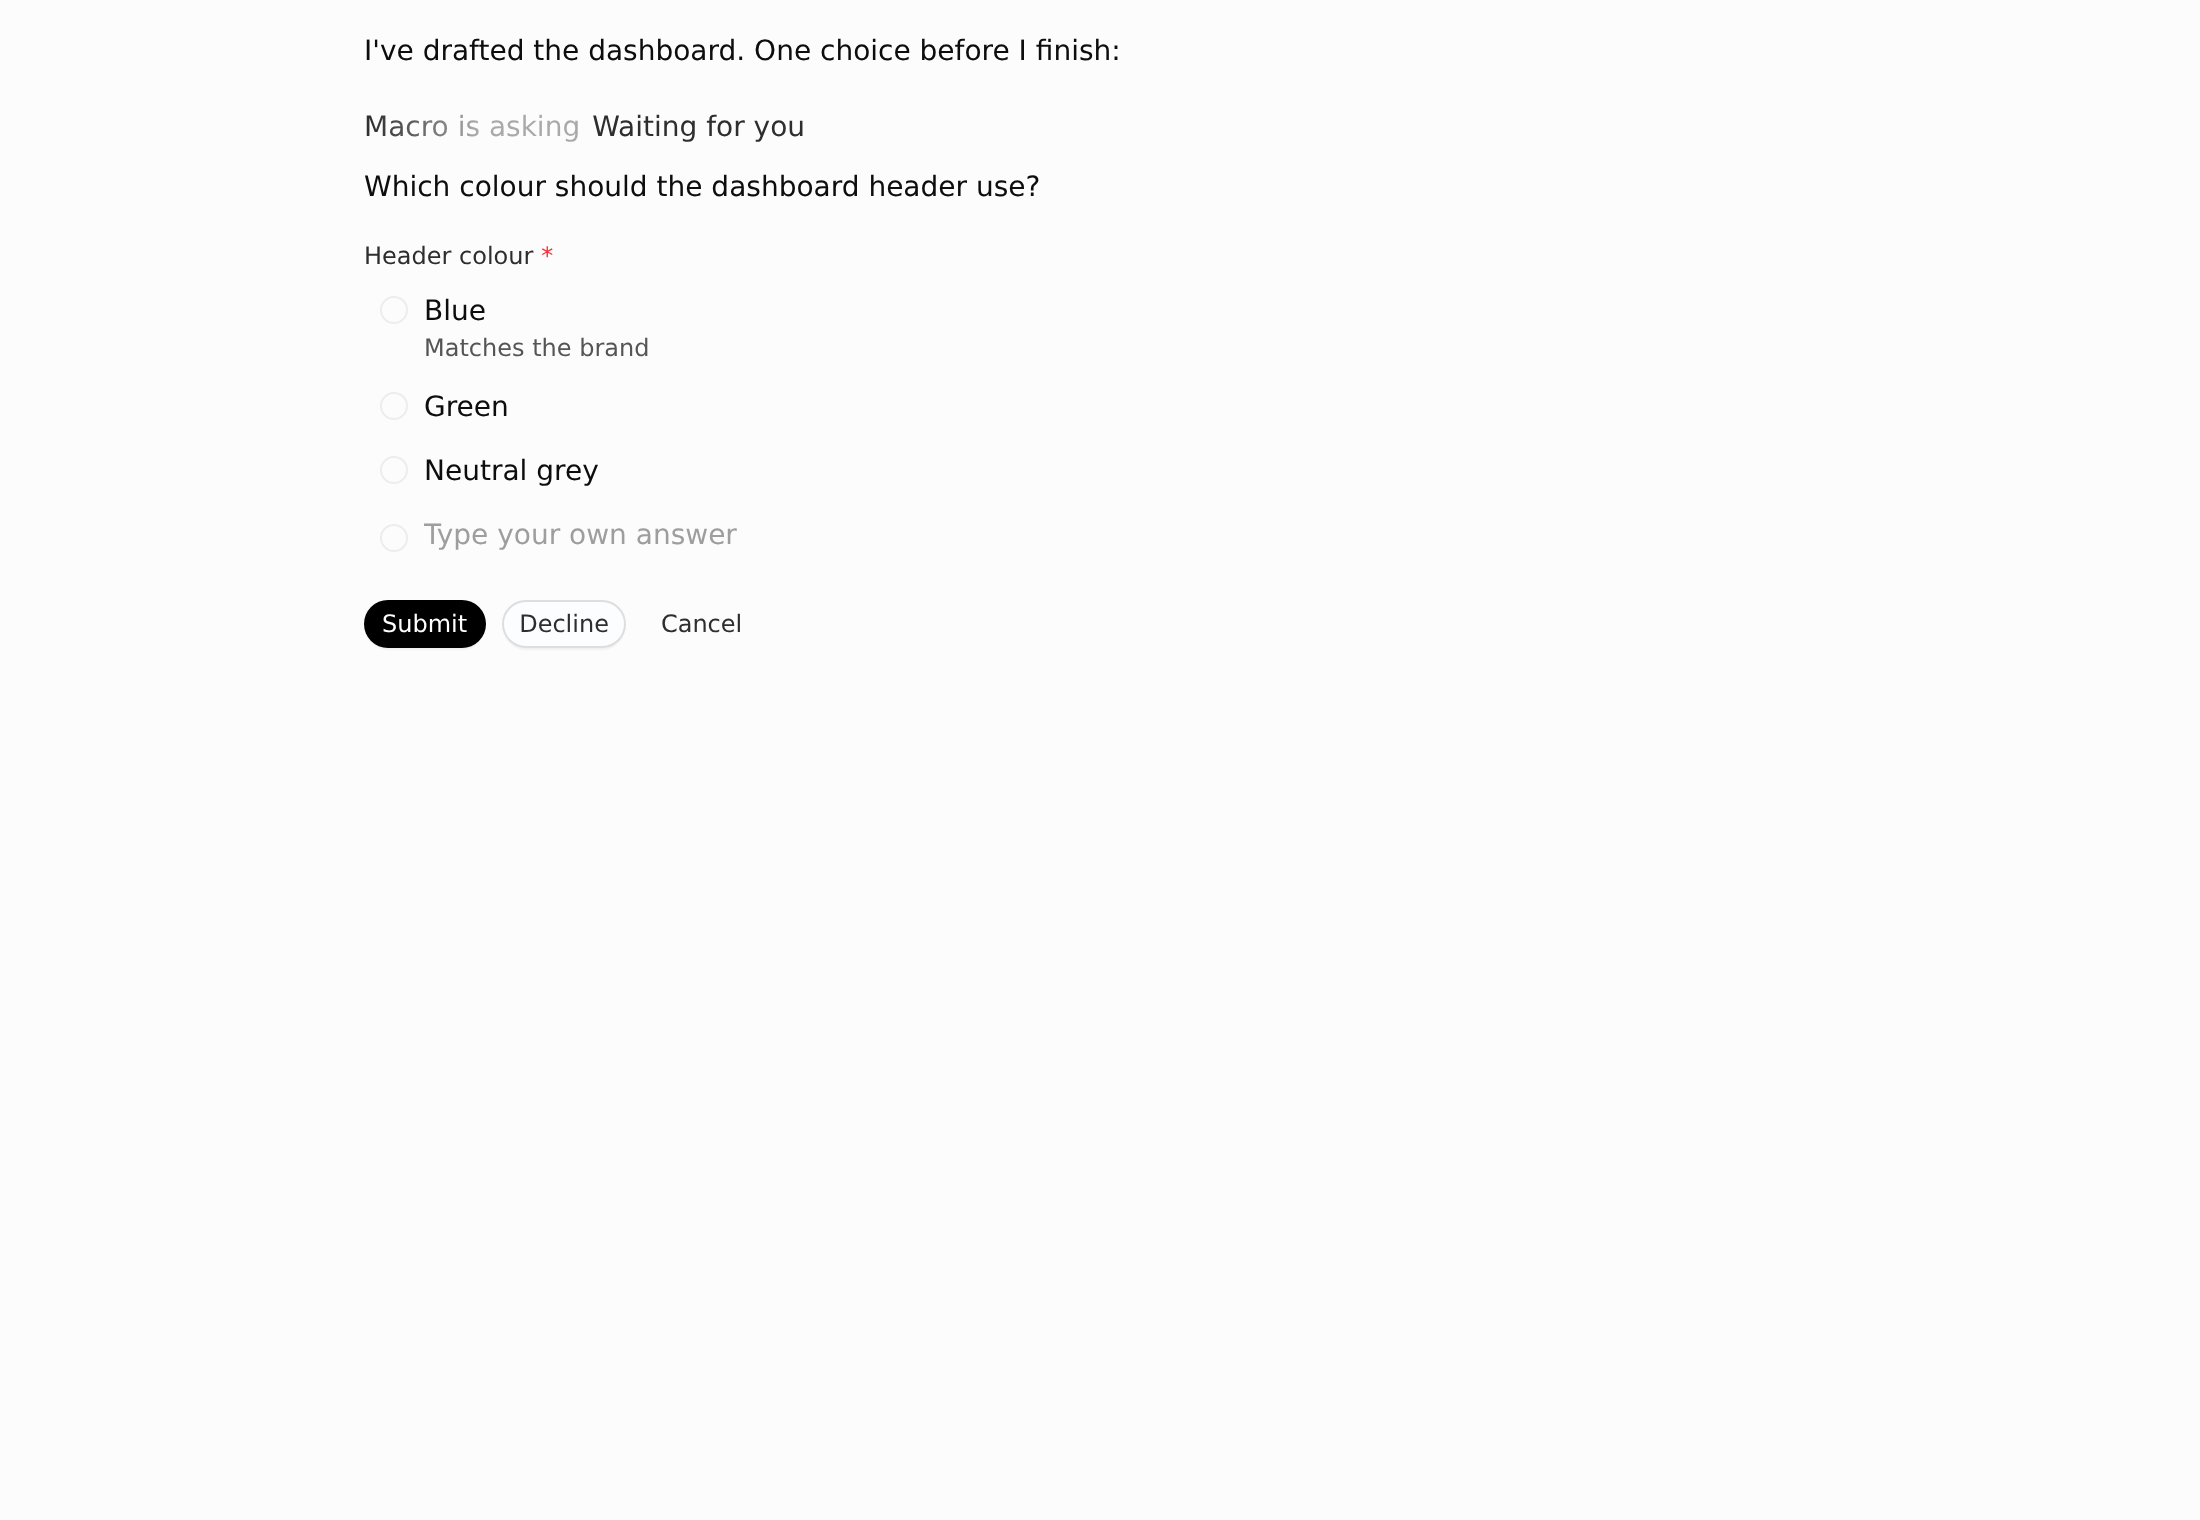 I've drafted the dashboard. One choice before I finish:
Macro is asking Waiting for you
Which colour should the dashboard header use?
Header colour *
Blue
Matches the brand
Green
Neutral grey
Type your own answer
Submit Decline Cancel